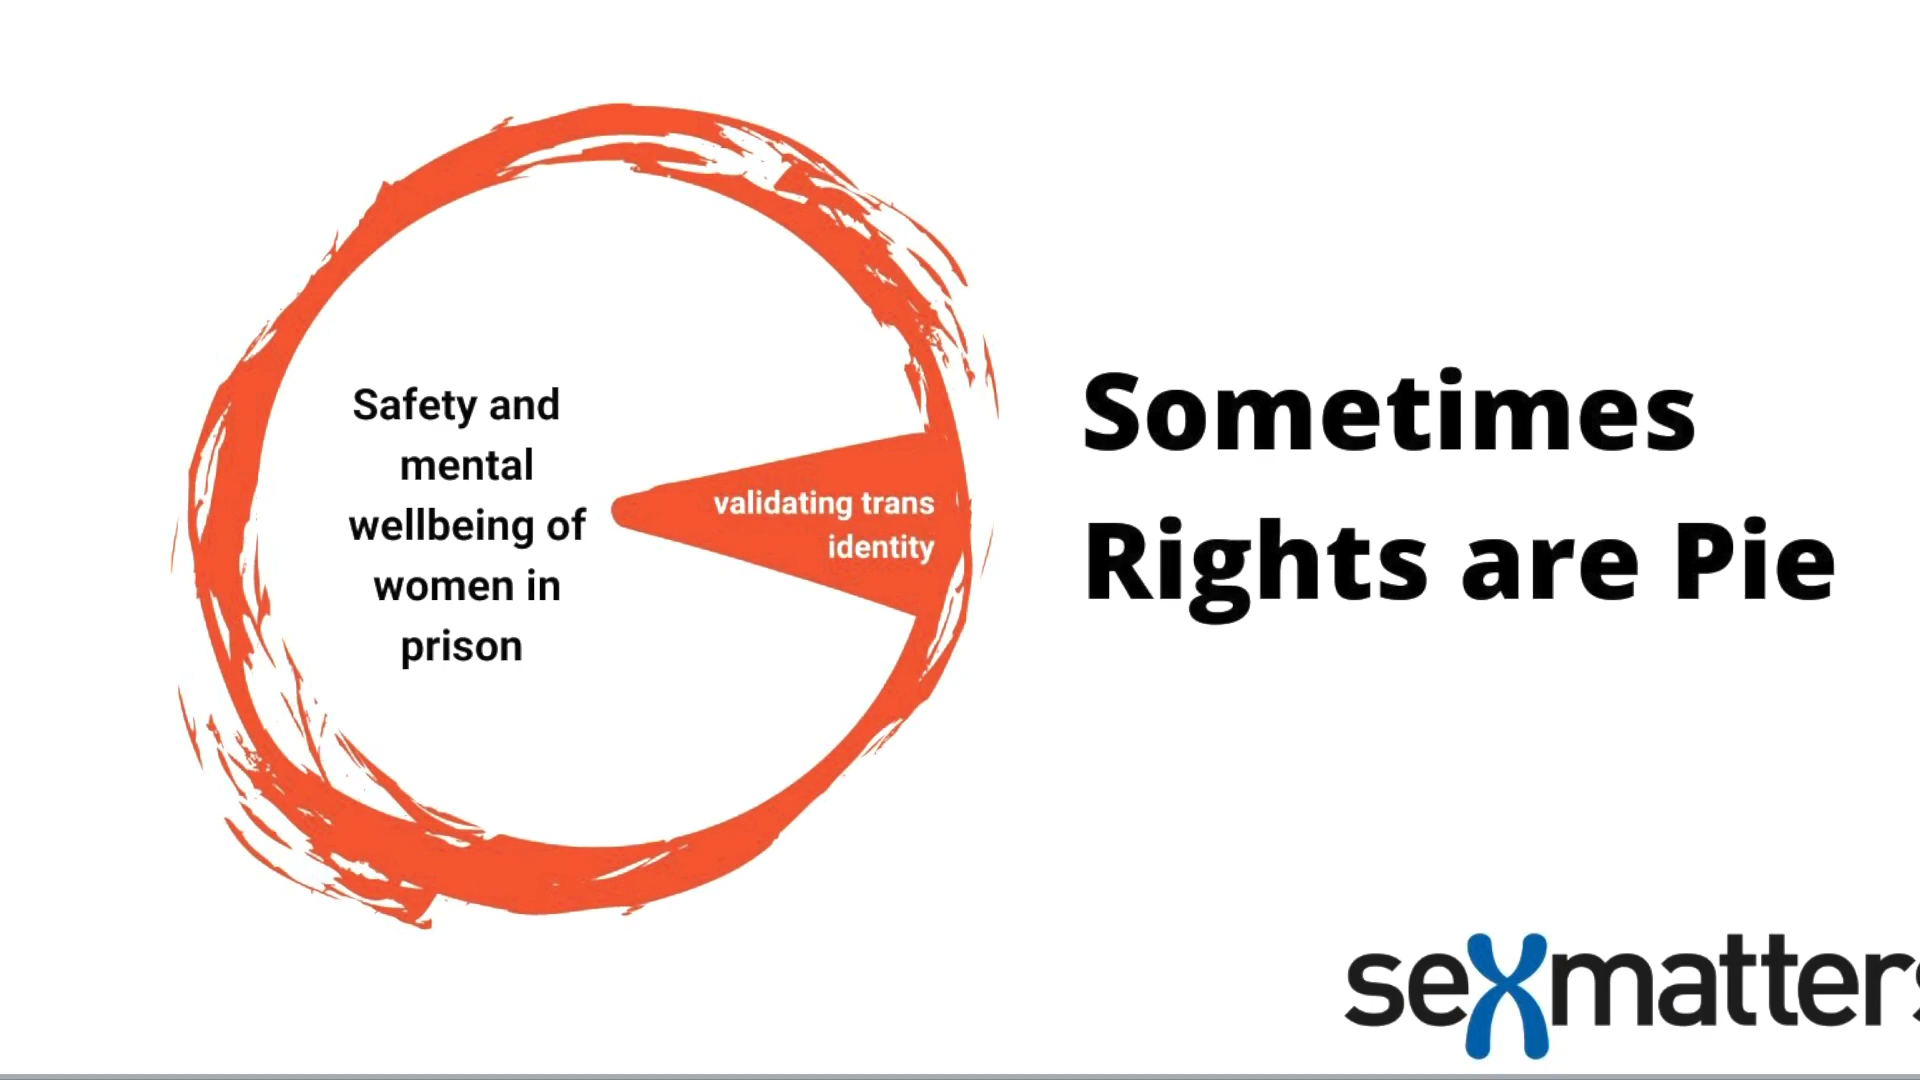 Safety and
mental
wellbeing of
women in
prison
validating trans
identity
Sometimes
Rights are Pie
sexmatters